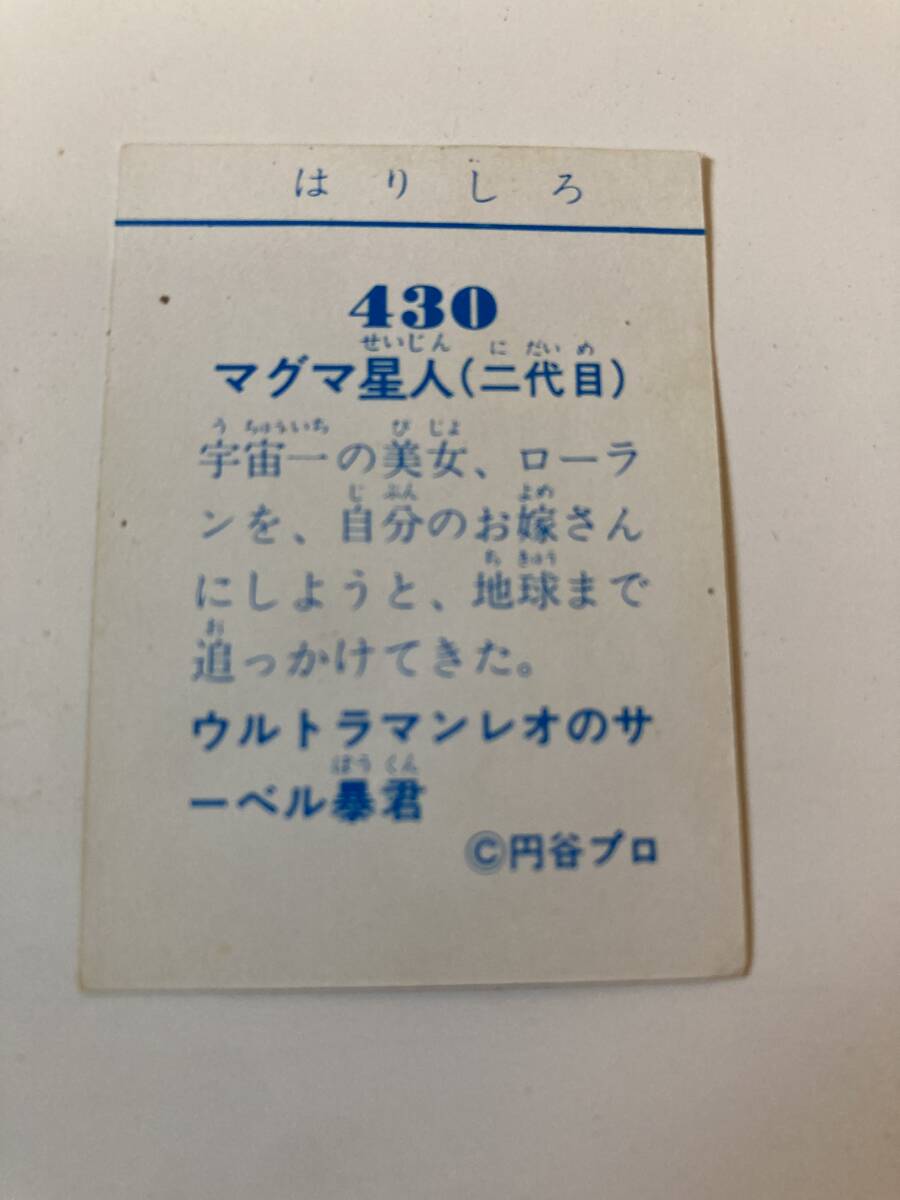 はりしろ
430
せいじん に だい め
マグマ星人(二代目)
う ちゅういち び じょ
宇宙一の美女、ローラ
じ ぶん よめ
ンを、自分のお嫁さん
ち きゅう
にしようと、地球まで
お
追っかけてきた。
ウルトラマンレオのサ
ぼう くん
ーベル暴君
©円谷プロ